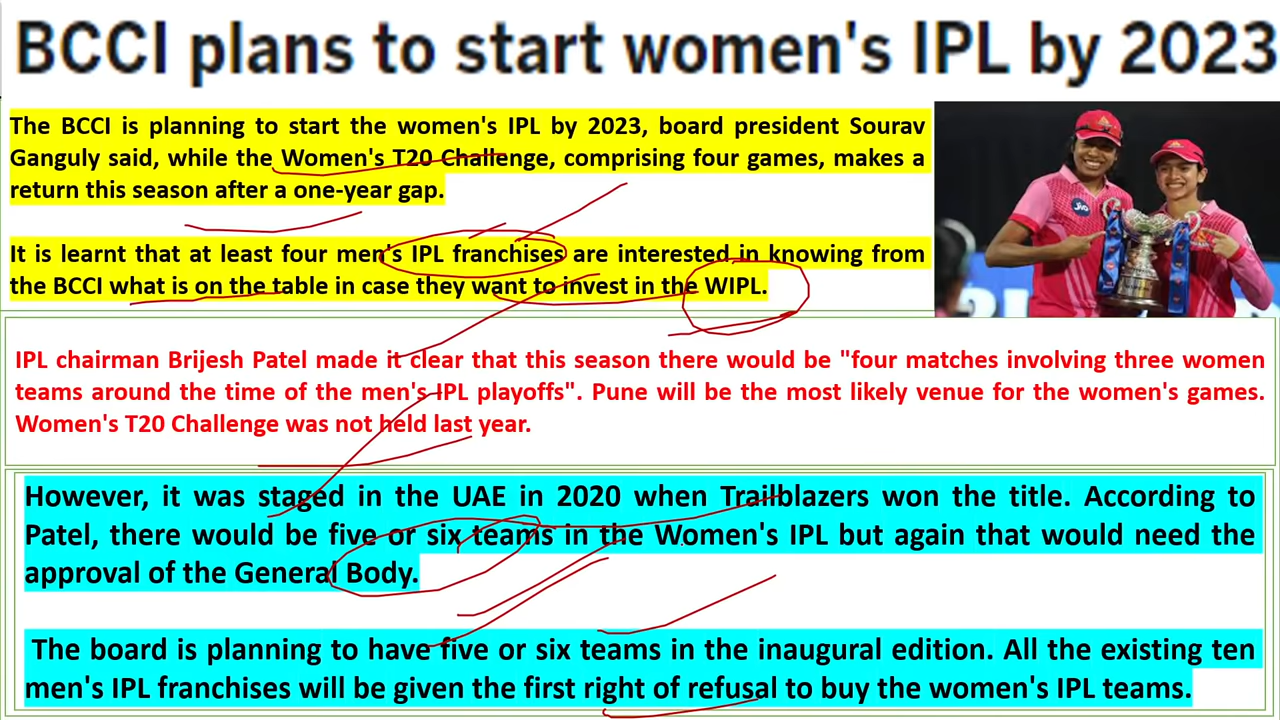 BCCI plans to start women's IPL by 2023
The BCCI is planning to start the women's IPL by 2023, board president Sourav
Ganguly said, while the Women's T20 Challenge, comprising four games, makes a
return this season after a one-year gap.
It is learnt that at least four men's IPL franchises are interested in knowing from
the BCCI what is on the table in case they want to invest in the WIPL.
Jio
IPL chairman Brijesh Patel made it clear that this season there would be "four matches involving three women
teams around the time of the men's IPL playoffs". Pune will be the most likely venue for the women's games.
Women's T20 Challenge was not held last year.
However, it was staged in the UAE in 2020 when Trailblazers won the title. According to
Patel, there would be five or six teams in the Women's IPL but again that would need the
approval of the General Body.
The board is planning to have five or six teams in the inaugural edition. All the existing ten
men's IPL franchises will be given the first right of refusal to buy the women's IPL teams.